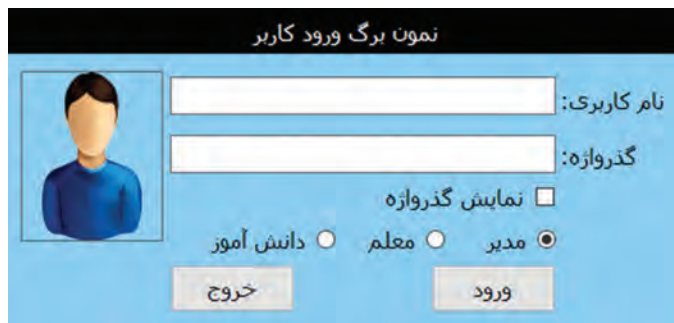 نمون برگ ورود کاربر
نام کاربری:
گذرواژه:
نمایش گذرواژه
مدیر معلم دانش آموز
ورود خروج